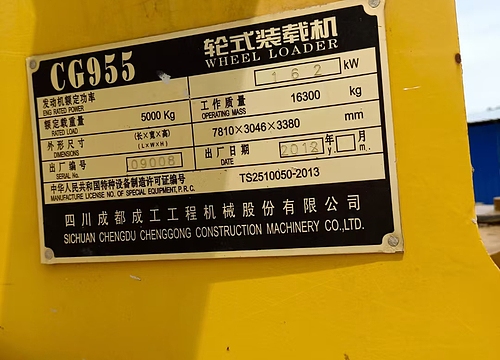 CG955 轮式装载机
WHEEL LOADER
发动机额定功率 162 kW
ENG RATED POWER
额定载重量 5000 Kg 工作质量 16300 kg
RATED LOAD OPERATING MASS
外形尺寸 (长×宽×高) 7810×3046×3380 mm
DIMENSIONS (L×W×H)
出厂编号 09008 出厂日期 2012 年 月
SERIAL No. DATE y. m.
中华人民共和国特种设备制造许可证编号 TS2510050-2013
MANUFACTURE LICENSE NO. OF SPECIAL EQUIPMENT, P.R.C.
四川成都成工工程机械股份有限公司
SICHUAN CHENGDU CHENGGONG CONSTRUCTION MACHINERY CO.,LTD.